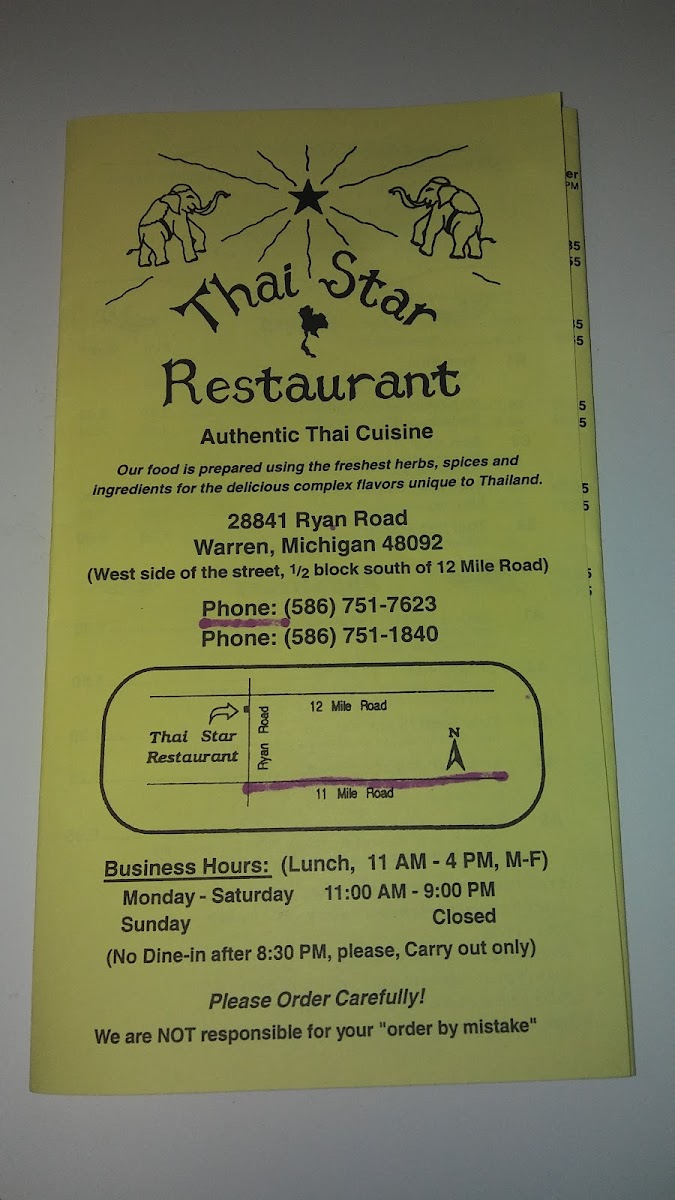 Thai Star
Restaurant
Authentic Thai Cuisine
Our food is prepared using the freshest herbs, spices and
ingredients for the delicious complex flavors unique to Thailand.
28841 Ryan Road
Warren, Michigan 48092
(West side of the street, 1/2 block south of 12 Mile Road)
Phone: (586) 751-7623
Phone: (586) 751-1840
12 Mile Road
Ryan Road
Thai Star
Restaurant
N
11 Mile Road
Business Hours: (Lunch, 11 AM - 4 PM, M-F)
Monday - Saturday 11:00 AM - 9:00 PM
Sunday Closed
(No Dine-in after 8:30 PM, please, Carry out only)
Please Order Carefully!
We are NOT responsible for your "order by mistake"